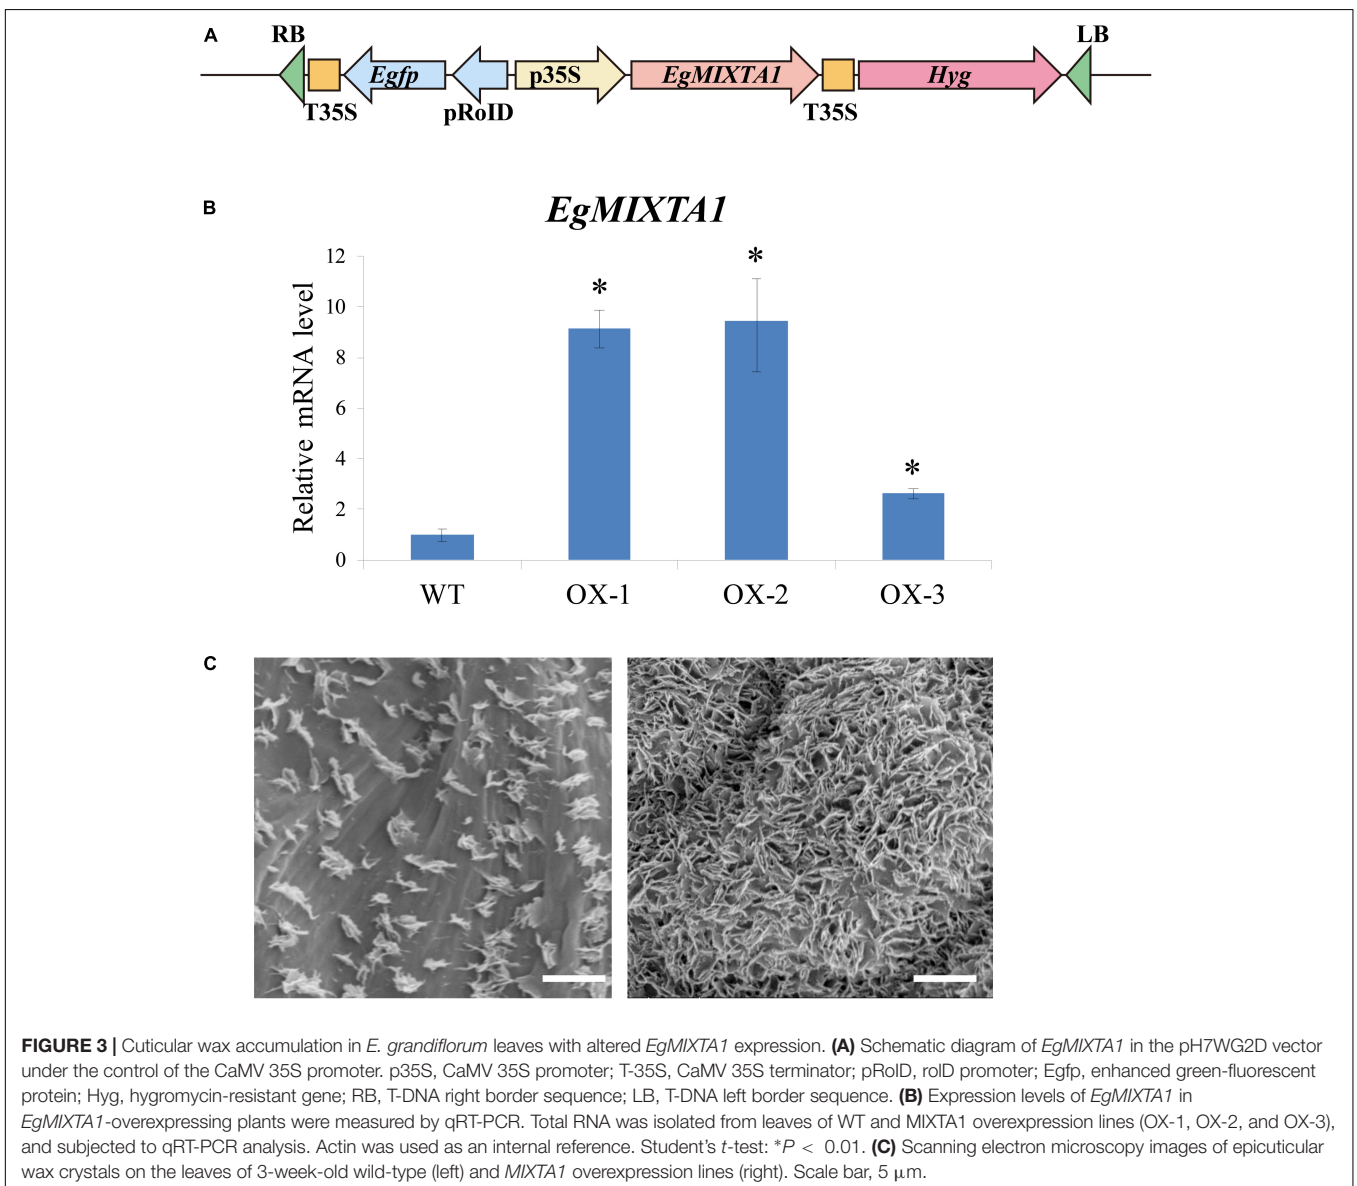 A
RB
LB
Egfp
p35S
EgMIXTA1
Hyg
T35S
pRoID
T35S
B
EgMIXTA1
Relative mRNA level
12
10
8
6
4
2
0
*
*
*
WT
OX-1
OX-2
OX-3
C
FIGURE 3 | Cuticular wax accumulation in E. grandiflorum leaves with altered EgMIXTA1 expression. (A) Schematic diagram of EgMIXTA1 in the pH7WG2D vector
under the control of the CaMV 35S promoter. p35S, CaMV 35S promoter; T-35S, CaMV 35S terminator; pRoID, rolD promoter; Egfp, enhanced green-fluorescent
protein; Hyg, hygromycin-resistant gene; RB, T-DNA right border sequence; LB, T-DNA left border sequence. (B) Expression levels of EgMIXTA1 in
EgMIXTA1-overexpressing plants were measured by qRT-PCR. Total RNA was isolated from leaves of WT and MIXTA1 overexpression lines (OX-1, OX-2, and OX-3),
and subjected to qRT-PCR analysis. Actin was used as an internal reference. Student's t-test: *P < 0.01. (C) Scanning electron microscopy images of epicuticular
wax crystals on the leaves of 3-week-old wild-type (left) and MIXTA1 overexpression lines (right). Scale bar, 5 μm.